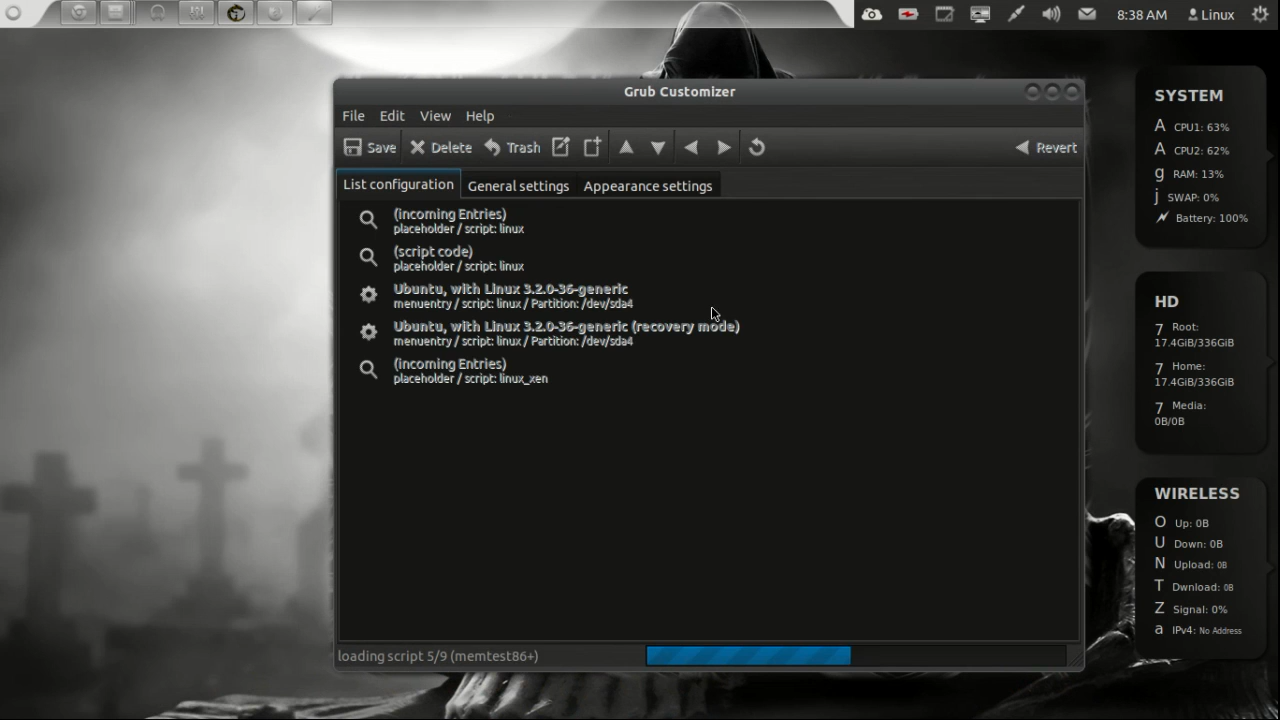 8:38 AM Linux
Grub Customizer
File Edit View Help
Save Delete Trash Revert
List configuration General settings Appearance settings
(incoming Entries)
placeholder / script: linux
(script code)
placeholder / script: linux
Ubuntu, with Linux 3.2.0-36-generic
menuentry / script: linux / Partition: /dev/sda4
Ubuntu, with Linux 3.2.0-36-generic (recovery mode)
menuentry / script: linux / Partition: /dev/sda4
(incoming Entries)
placeholder / script: linux_xen
loading script 5/9 (memtest86+)
SYSTEM
A CPU1: 63%
A CPU2: 62%
g RAM: 13%
j SWAP: 0%
Battery: 100%
HD
7 Root:
17.4GiB/336GiB
7 Home:
17.4GiB/336GiB
7 Media:
0B/0B
WIRELESS
O Up: 0B
U Down: 0B
N Upload: 0B
T Dwnload: 0B
Z Signal: 0%
a IPv4: No Address